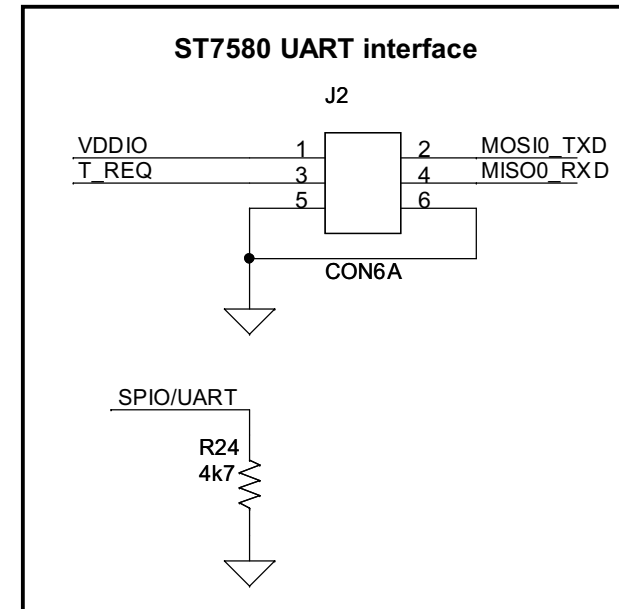 ST7580 UART interface
J2
VDDIO 1 2 MOSI0_TXD
T_REQ 3 4 MISO0_RXD
5 6
CON6A
SPIO/UART
R24
4k7